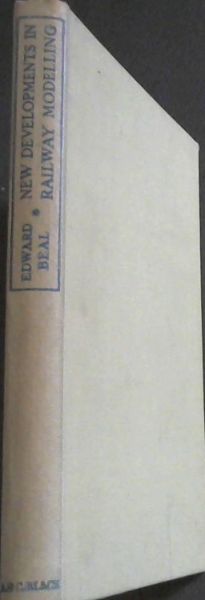 EDWARD
BEAL
*
NEW DEVELOPMENTS IN
RAILWAY MODELLING
A & C. BLACK